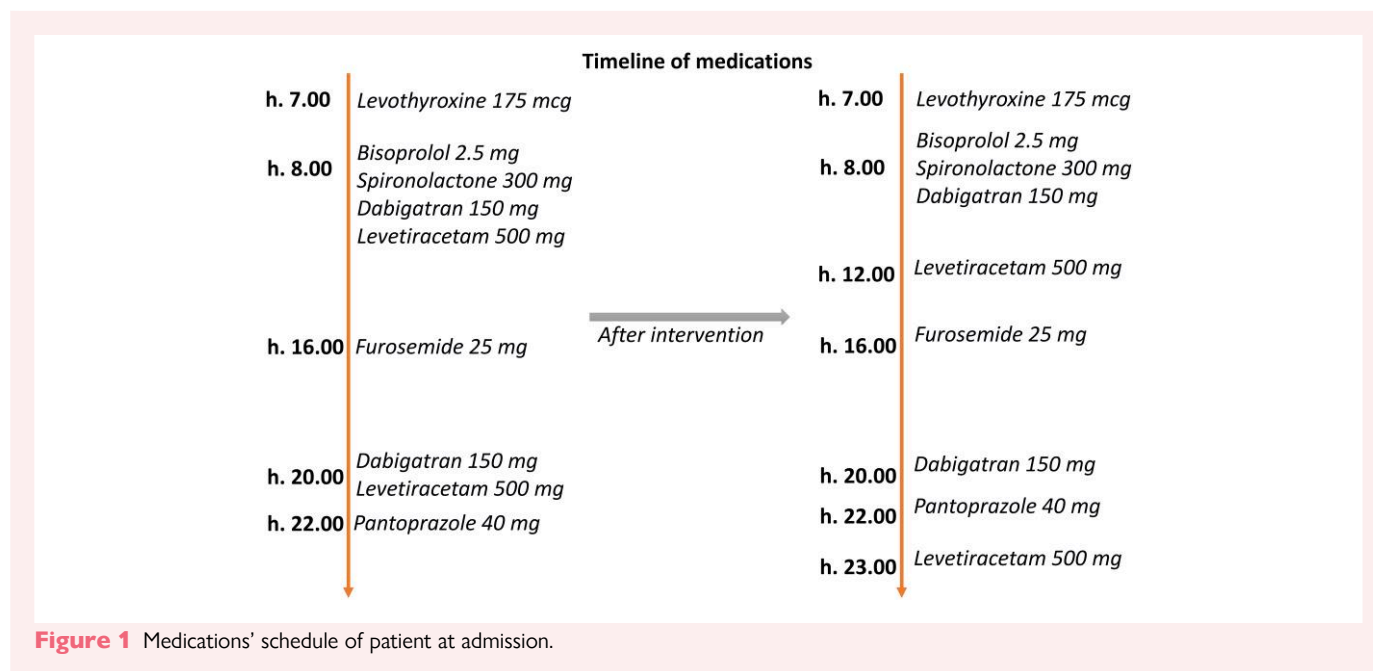 Timeline of medications
h. 7.00 Levothyroxine 175 mcg
h. 8.00 Bisoprolol 2.5 mg
Spironolactone 300 mg
Dabigatran 150 mg
Levetiracetam 500 mg
h. 16.00 Furosemide 25 mg
h. 20.00 Dabigatran 150 mg
Levetiracetam 500 mg
h. 22.00 Pantoprazole 40 mg
After intervention
h. 7.00 Levothyroxine 175 mcg
h. 8.00 Bisoprolol 2.5 mg
Spironolactone 300 mg
Dabigatran 150 mg
h. 12.00 Levetiracetam 500 mg
h. 16.00 Furosemide 25 mg
h. 20.00 Dabigatran 150 mg
h. 22.00 Pantoprazole 40 mg
h. 23.00 Levetiracetam 500 mg
Figure 1 Medications’ schedule of patient at admission.